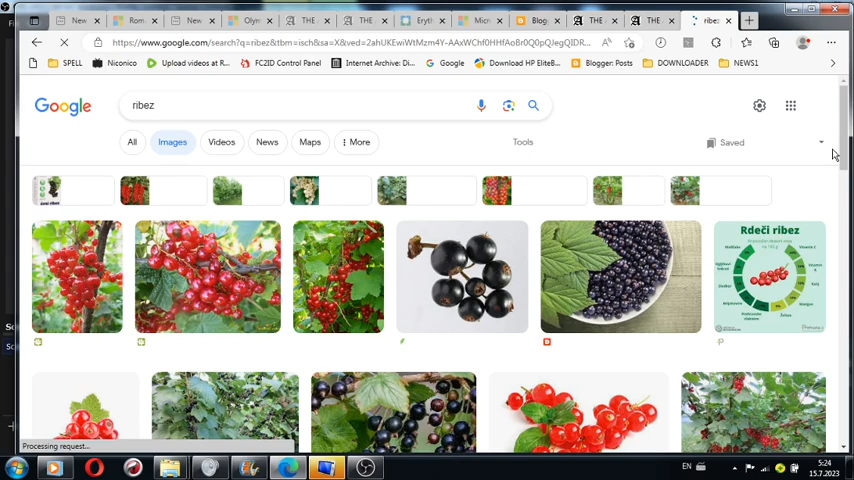 New
Rom
New
Olym
THE
THE
Eryth
Micr
Blog
THE
THE
ribez
https://www.google.com/search?q=ribez&tbm=isch&sa=X&ved=2ahUKEwiWtMzm4Y-AAxWChf0HHfAoBr0Q0pQJegQIDR...
SPELL
Niconico
Upload videos at R...
FC2ID Control Panel
Internet Archive: Di...
Google
Download HP EliteB...
Blogger: Posts
DOWNLOADER
NEWS1
Google
ribez
All
Images
Videos
News
Maps
More
Tools
Saved
Rdeči ribez
Vitamin C
Processing request...
EN
5:24
15.7.2023